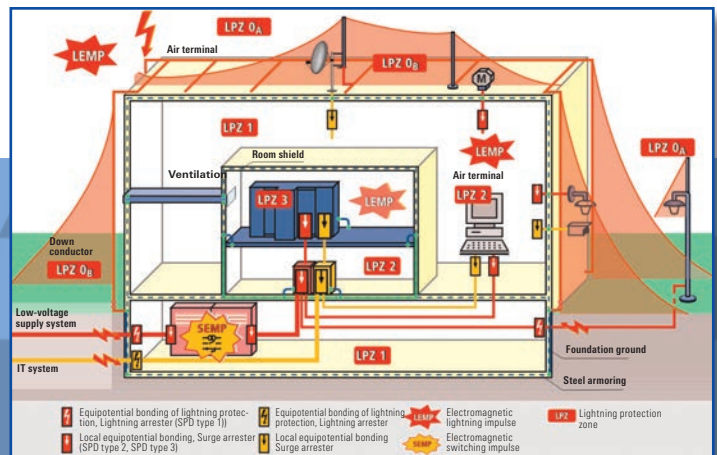 LPZ 0A
Air terminal
LEMP
LPZ 0B
M
LPZ 1
LEMP
LPZ 0A
Room shield
Ventilation
Air terminal
LPZ 3
LEMP
LPZ 2
Down
conductor
LPZ 0B
LPZ 2
Low-voltage
supply system
SEMP
IT system
LPZ 1
Foundation ground
Steel armoring
Equipotential bonding of lightning protec-
tion, Lightning arrester (SPD type 1))
Local equipotential bonding, Surge arrester
(SPD type 2, SPD type 3)
Equipotential bonding of lightning
protection, Lightning arrester
Local equipotential bonding
Surge arrester
LEMP
Electromagnetic
lightning impulse
SEMP
Electromagnetic
switching impulse
LPZ
Lightning protection
zone